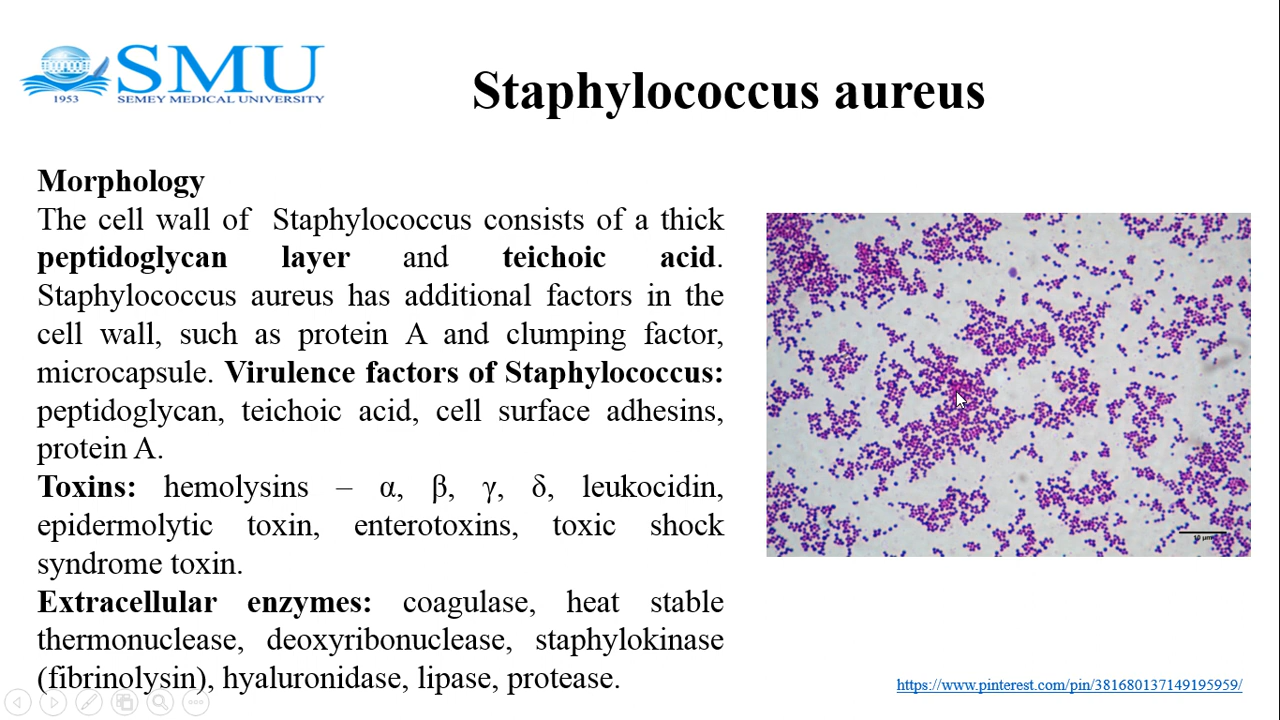 SMU
1953 SEMEY MEDICAL UNIVERSITY
Staphylococcus aureus
Morphology
The cell wall of Staphylococcus consists of a thick
peptidoglycan layer and teichoic acid.
Staphylococcus aureus has additional factors in the
cell wall, such as protein A and clumping factor,
microcapsule. Virulence factors of Staphylococcus:
peptidoglycan, teichoic acid, cell surface adhesins,
protein A.
Toxins: hemolysins – α, β, γ, δ, leukocidin,
epidermolytic toxin, enterotoxins, toxic shock
syndrome toxin.
Extracellular enzymes: coagulase, heat stable
thermonuclease, deoxyribonuclease, staphylokinase
(fibrinolysin), hyaluronidase, lipase, protease.
10 µm
https://www.pinterest.com/pin/381680137149195959/